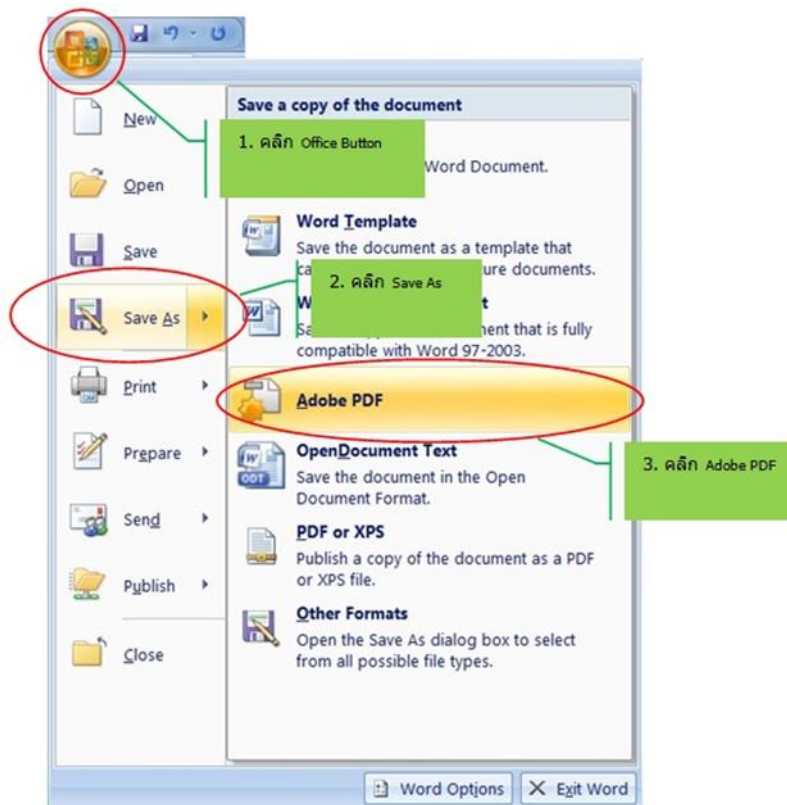 New
Open
Save
Save As
Print
Prepare
Send
Publish
Close
Save a copy of the document
1. คลิก Office Button
Word Document.
Word Template
Save the document as a template that
ure documents.
2. คลิก Save As
compatible with Word 97-2003.
ment that is fully
Adobe PDF
3. คลิก Adobe PDF
OpenDocument Text
Save the document in the Open
Document Format.
PDF or XPS
Publish a copy of the document as a PDF
or XPS file.
Other Formats
Open the Save As dialog box to select
from all possible file types.
Word Options
Exit Word